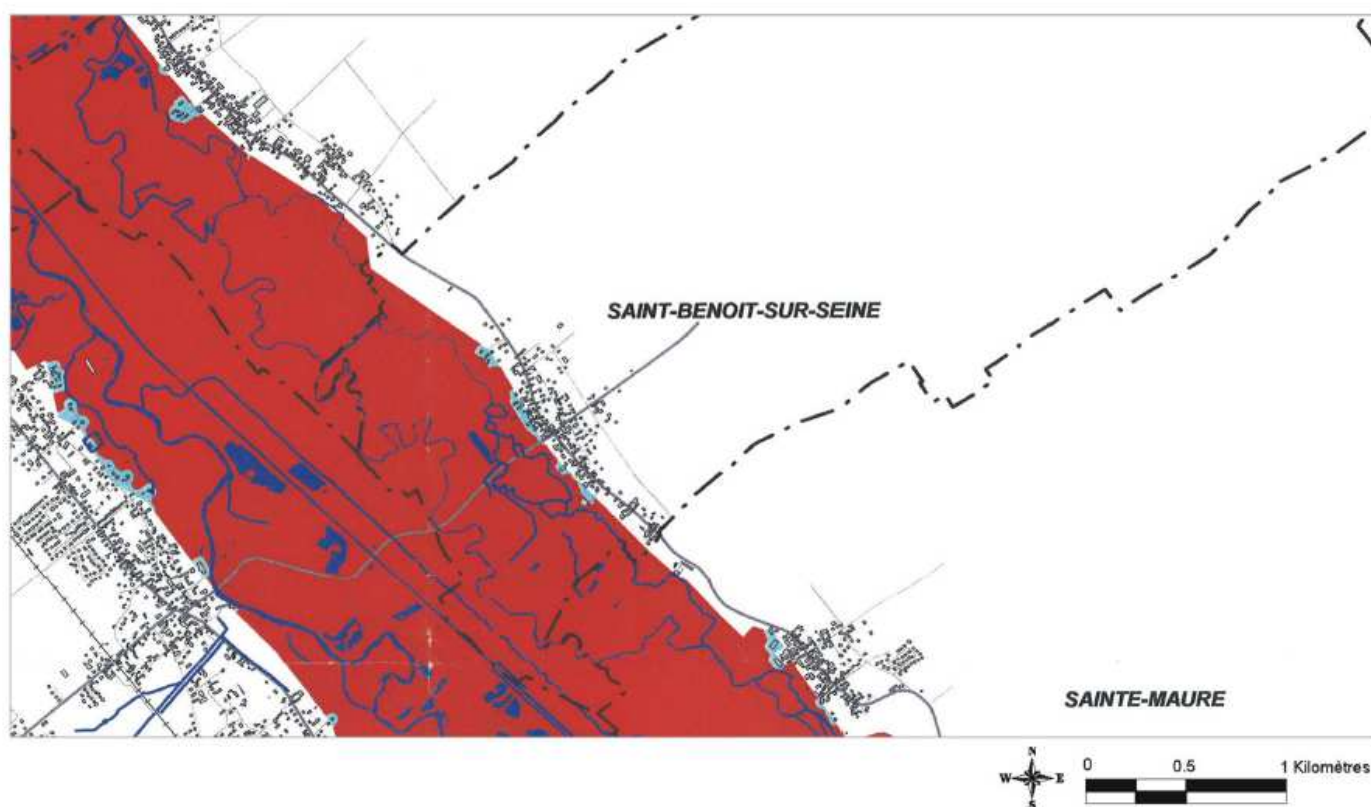 SAINT-BENOIT-SUR-SEINE
SAINTE-MAURE
N
W E
S
0 0.5 1 Kilomètres